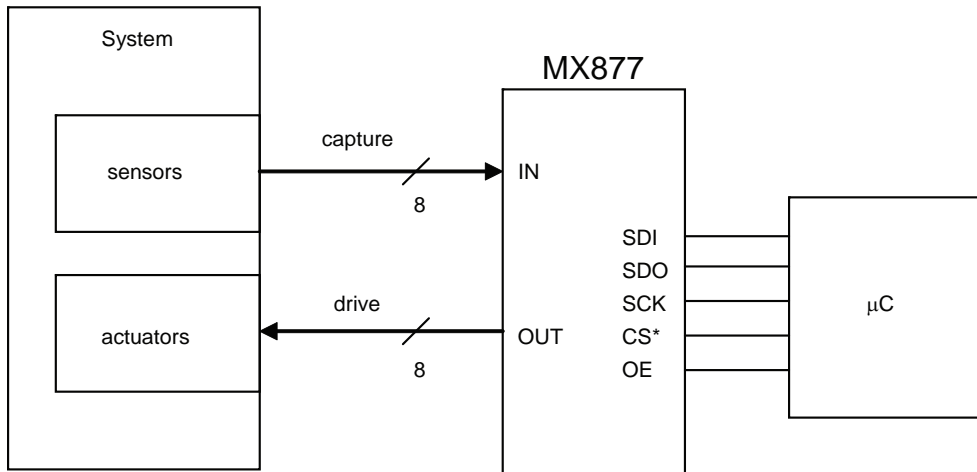 System
MX877
capture
sensors
IN
8
SDI
SDO
drive
SCK
μC
actuators
OUT
CS*
8
OE